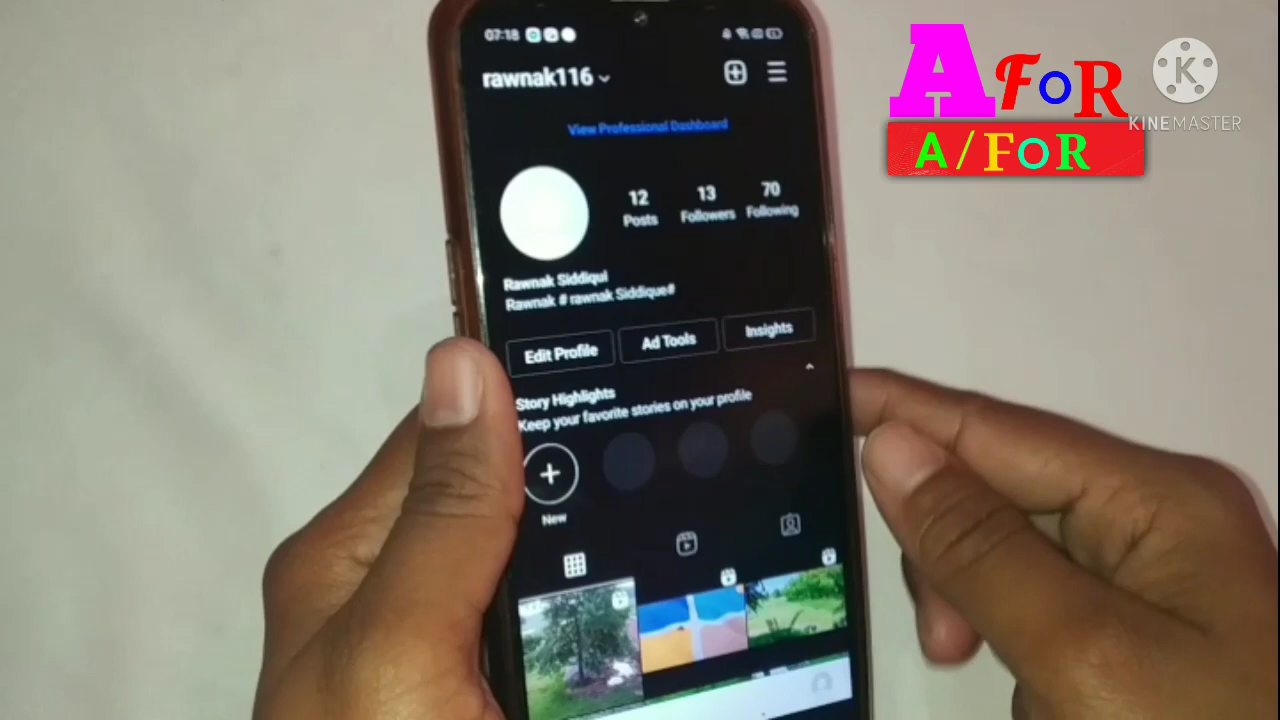 07:18
rawnak116
View Professional Dashboard
12 13 70
Posts Followers Following
Rawnak Siddiqui
Rawnak # rawnak Siddique#
Edit Profile Ad Tools Insights
Story Highlights
Keep your favorite stories on your profile
New
A FoR
A/FoR
K
KINEMASTER